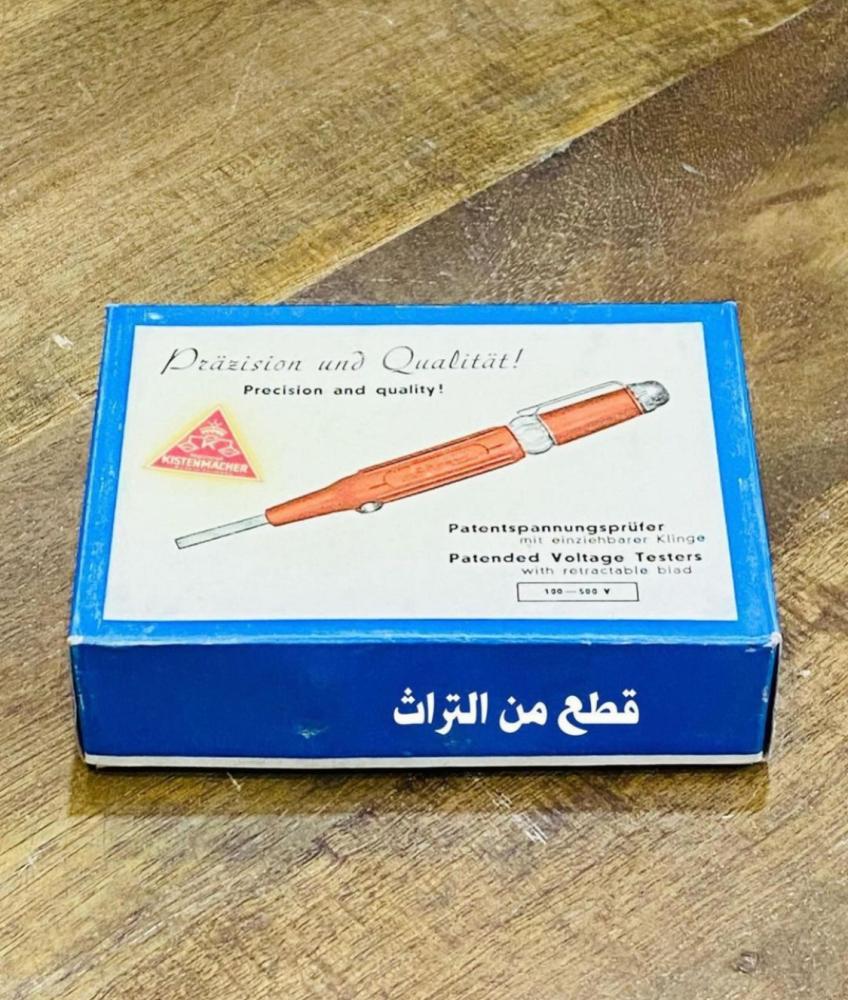 Präzision und Qualität!
Precision and quality!
KISTENMACHER
Patentspannungsprüfer
mit einziehbarer Klinge
Patended Voltage Testers
with retractable blad
100 — 500 V
قطع من التراث